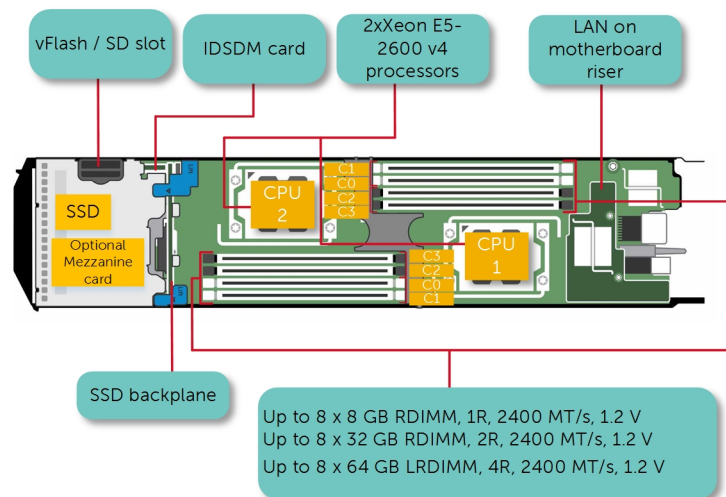 vFlash / SD slot
IDSDM card
2xXeon E5-
2600 v4
processors
LAN on
motherboard
riser
SSD
Optional
Mezzanine
card
CPU
2
C1
C0
C2
C3
CPU
1
C3
C2
C0
C1
SSD backplane
Up to 8 x 8 GB RDIMM, 1R, 2400 MT/s, 1.2 V
Up to 8 x 32 GB RDIMM, 2R, 2400 MT/s, 1.2 V
Up to 8 x 64 GB LRDIMM, 4R, 2400 MT/s, 1.2 V